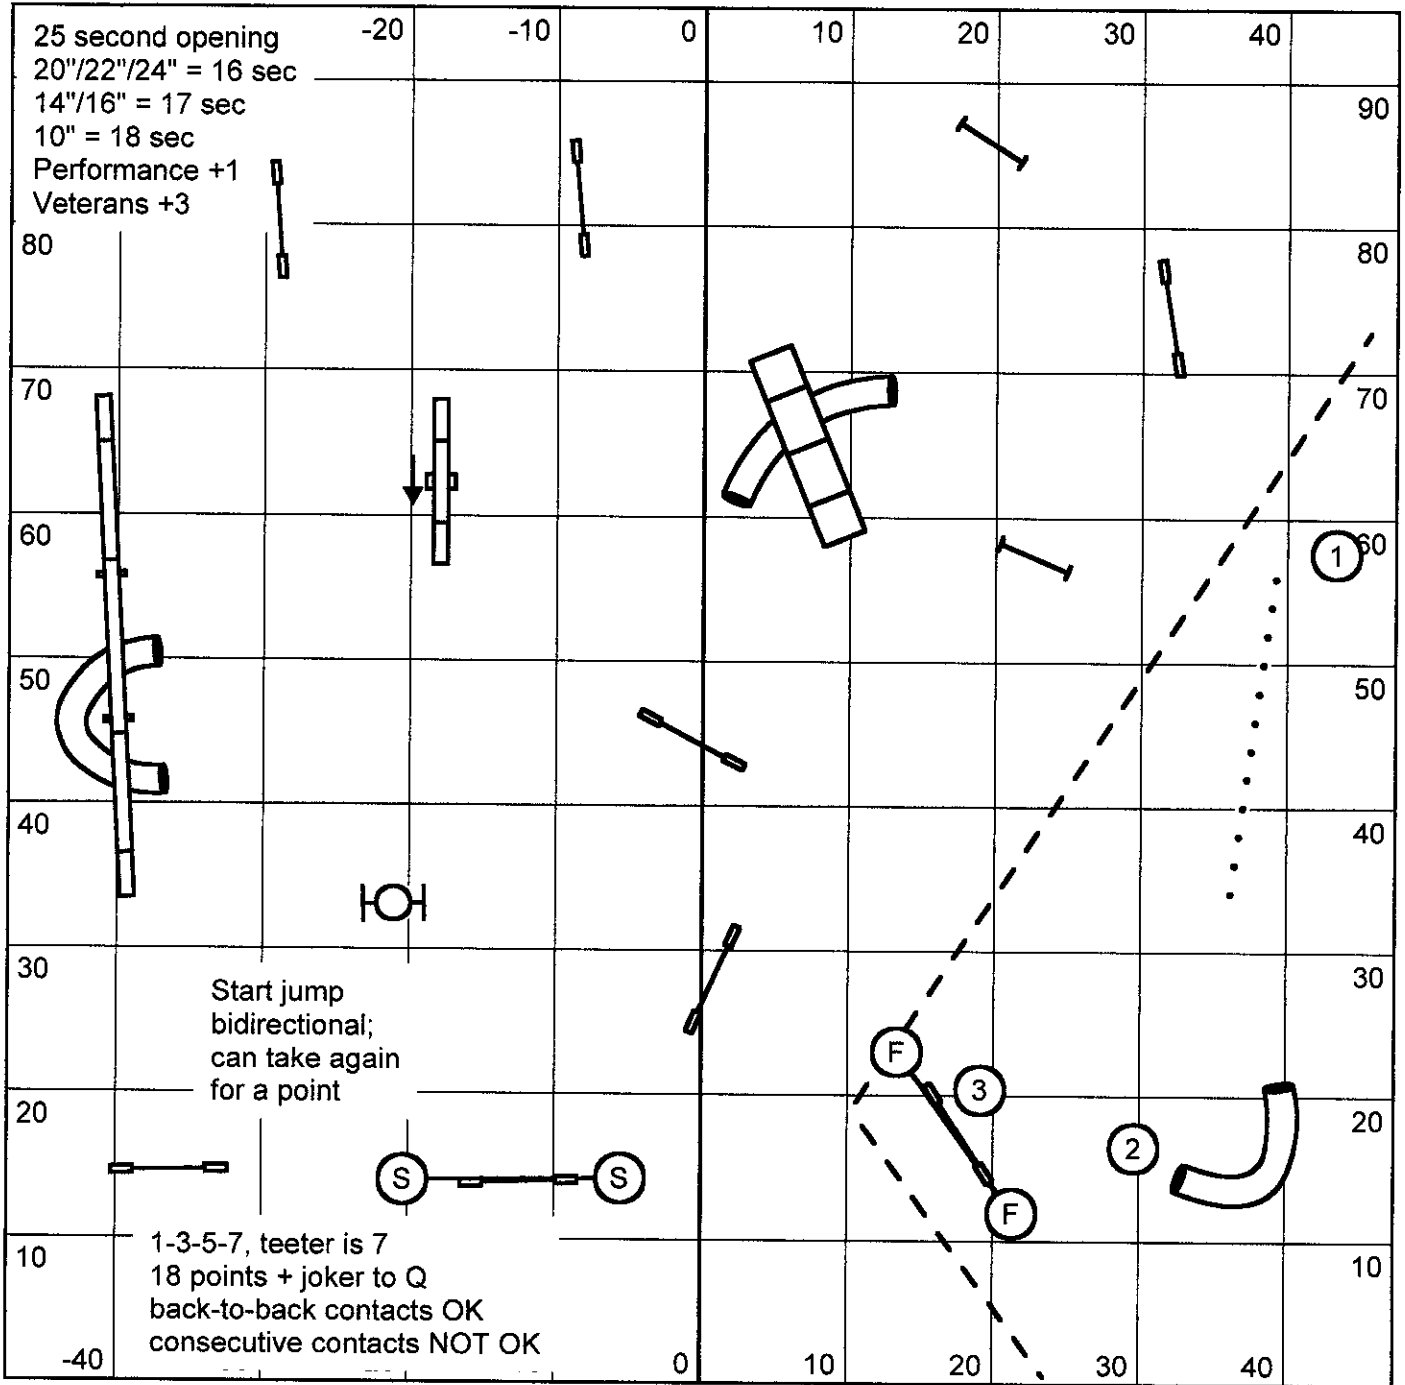 -20 -10 0 10 20 30 40
25 second opening
20"/22"/24" = 16 sec
14"/16" = 17 sec
10" = 18 sec
Performance +1
Veterans +3
90
80 80
70 70
60 60
1
50 50
40 40
30 30
Start jump
bidirectional;
can take again
for a point
F
3
20 20
2
S S
F
10 10
1-3-5-7, teeter is 7
18 points + joker to Q
back-to-back contacts OK
consecutive contacts NOT OK
-40 0 10 20 30 40